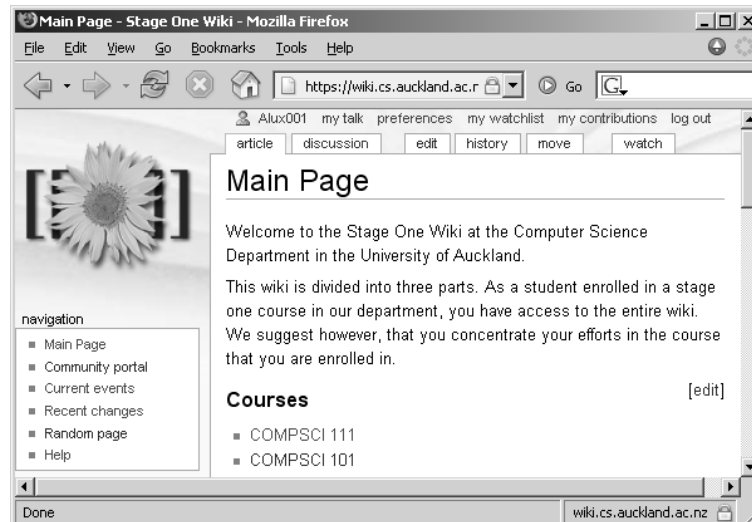 Main Page - Stage One Wiki - Mozilla Firefox
File Edit View Go Bookmarks Tools Help
https://wiki.cs.auckland.ac.r Go G
Alux001 my talk preferences my watchlist my contributions log out
article discussion edit history move watch
Main Page
Welcome to the Stage One Wiki at the Computer Science
Department in the University of Auckland.
This wiki is divided into three parts. As a student enrolled in a stage
one course in our department, you have access to the entire wiki.
We suggest however, that you concentrate your efforts in the course
that you are enrolled in.
[edit]
Courses
COMPSCI 111
COMPSCI 101
navigation
Main Page
Community portal
Current events
Recent changes
Random page
Help
Done wiki.cs.auckland.ac.nz